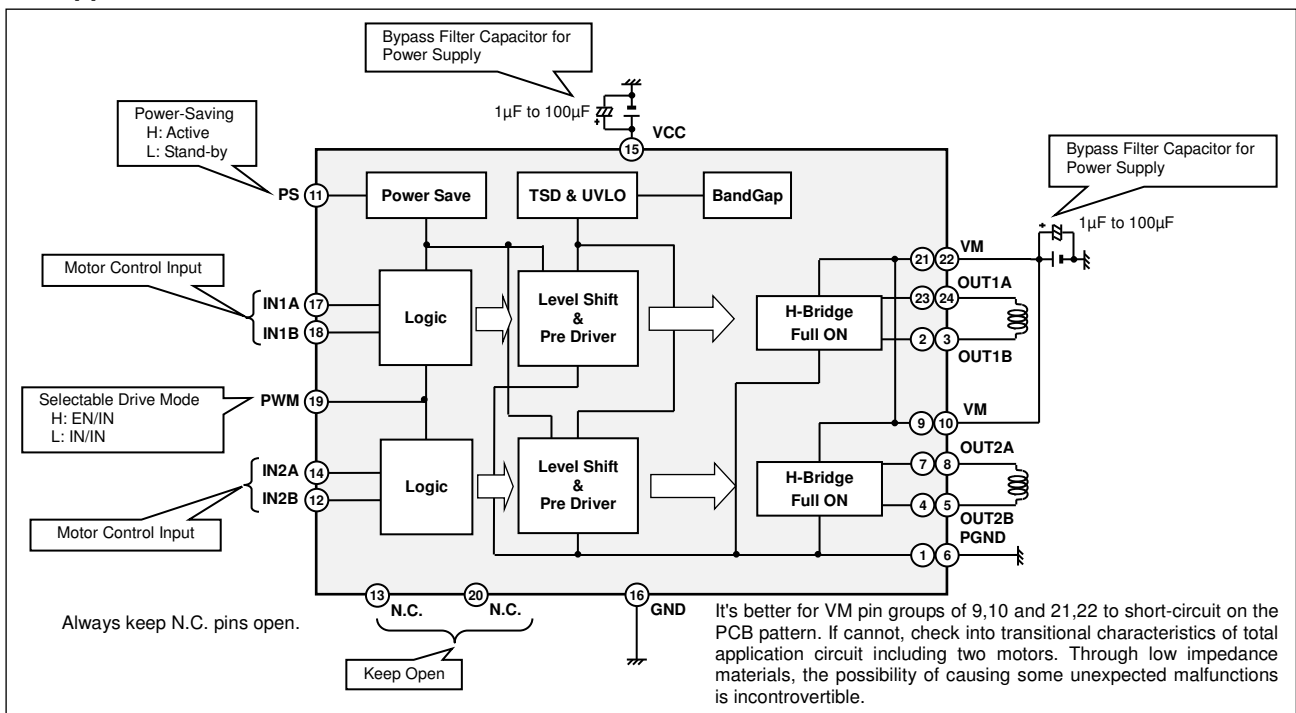 Bypass Filter Capacitor for
Power Supply
1µF to 100µF
Power-Saving
H: Active
L: Stand-by
VCC
15
Bypass Filter Capacitor for
Power Supply
1µF to 100µF
PS 11
Power Save
TSD & UVLO
BandGap
21 22 VM
Motor Control Input
IN1A 17
IN1B 18
Logic
Level Shift
&
Pre Driver
H-Bridge
Full ON
23 24 OUT1A
2 3 OUT1B
Selectable Drive Mode
H: EN/IN
L: IN/IN
PWM 19
9 10 VM
IN2A 14
IN2B 12
Logic
Level Shift
&
Pre Driver
H-Bridge
Full ON
7 8 OUT2A
4 5 OUT2B
Motor Control Input
1 6 PGND
13 N.C.
20 N.C.
16 GND
Always keep N.C. pins open.
Keep Open
It's better for VM pin groups of 9,10 and 21,22 to short-circuit on the
PCB pattern. If cannot, check into transitional characteristics of total
application circuit including two motors. Through low impedance
materials, the possibility of causing some unexpected malfunctions
is incontrovertible.